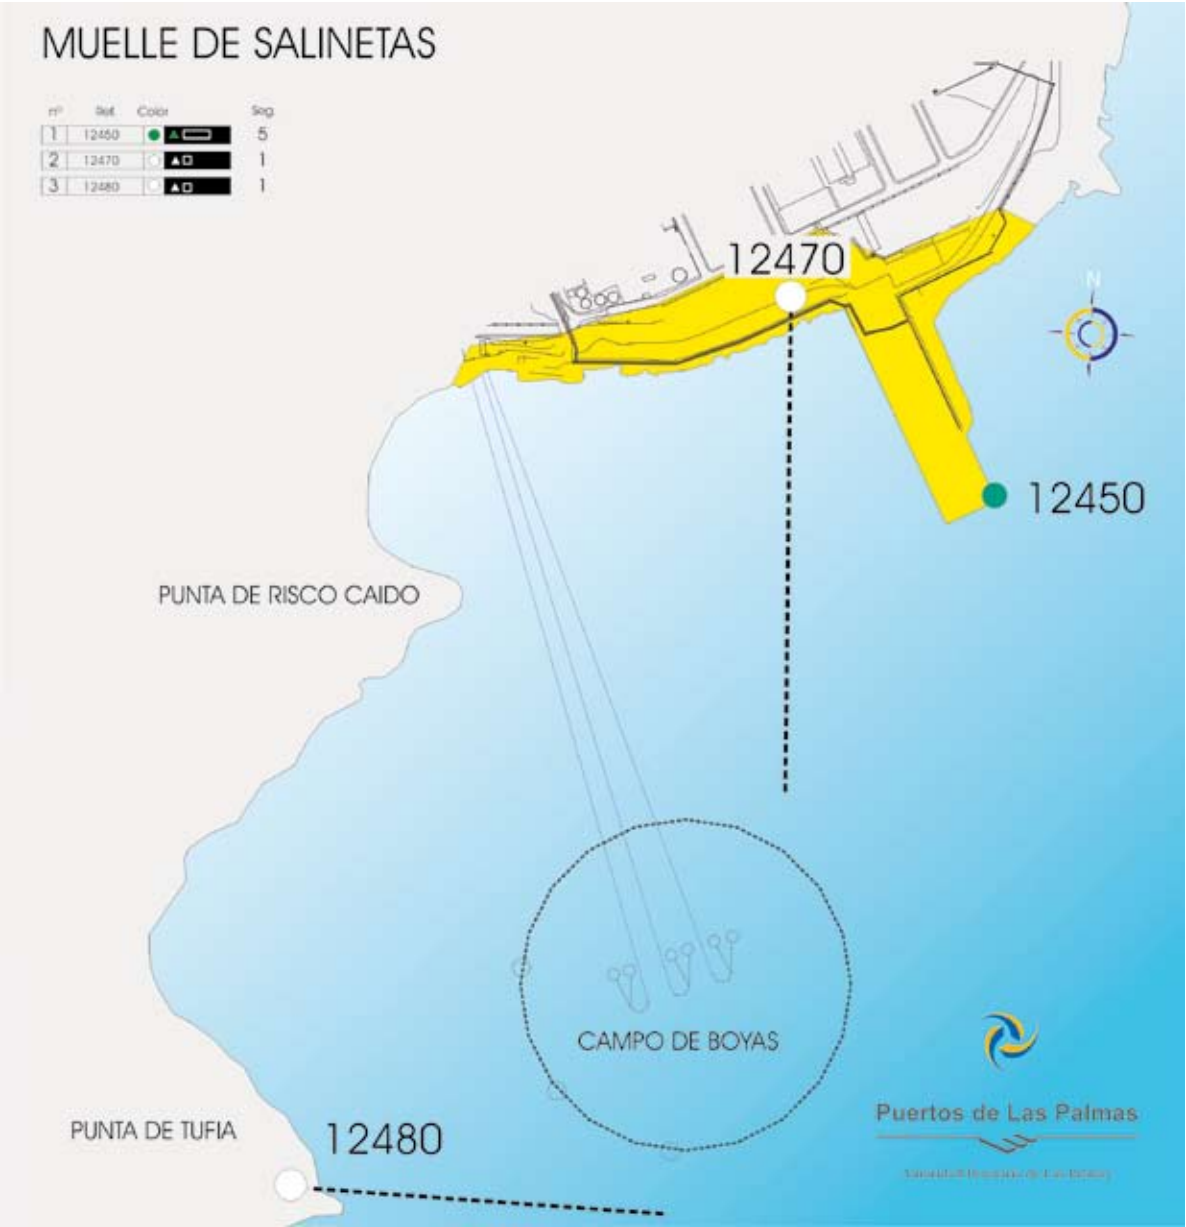 MUELLE DE SALINETAS
nº Ref. Color Seg
1 12450 5
2 12470 1
3 12480 1
12470
N
12450
PUNTA DE RISCO CAIDO
CAMPO DE BOYAS
PUNTA DE TUFIA
12480
Puertos de Las Palmas